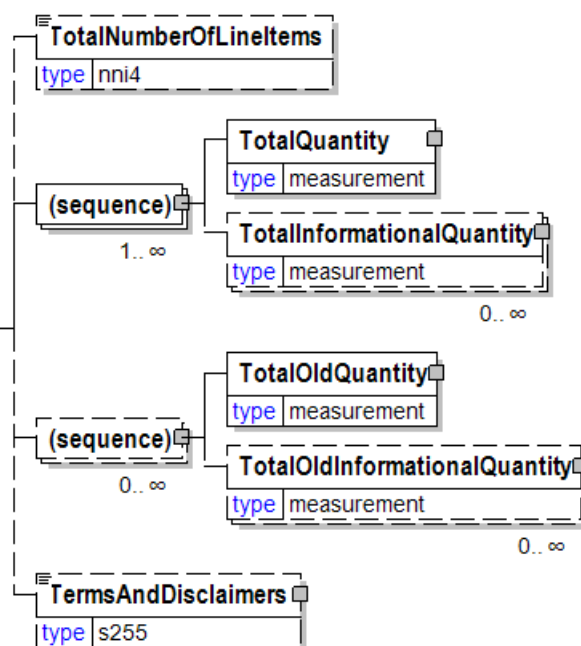 TotalNumberOfLineItems
type nni4
TotalQuantity
type measurement
(sequence)
1.. ∞
TotalInformationalQuantity
type measurement
0.. ∞
TotalOldQuantity
type measurement
(sequence)
0.. ∞
TotalOldInformationalQuantity
type measurement
0.. ∞
TermsAndDisclaimers
type s255